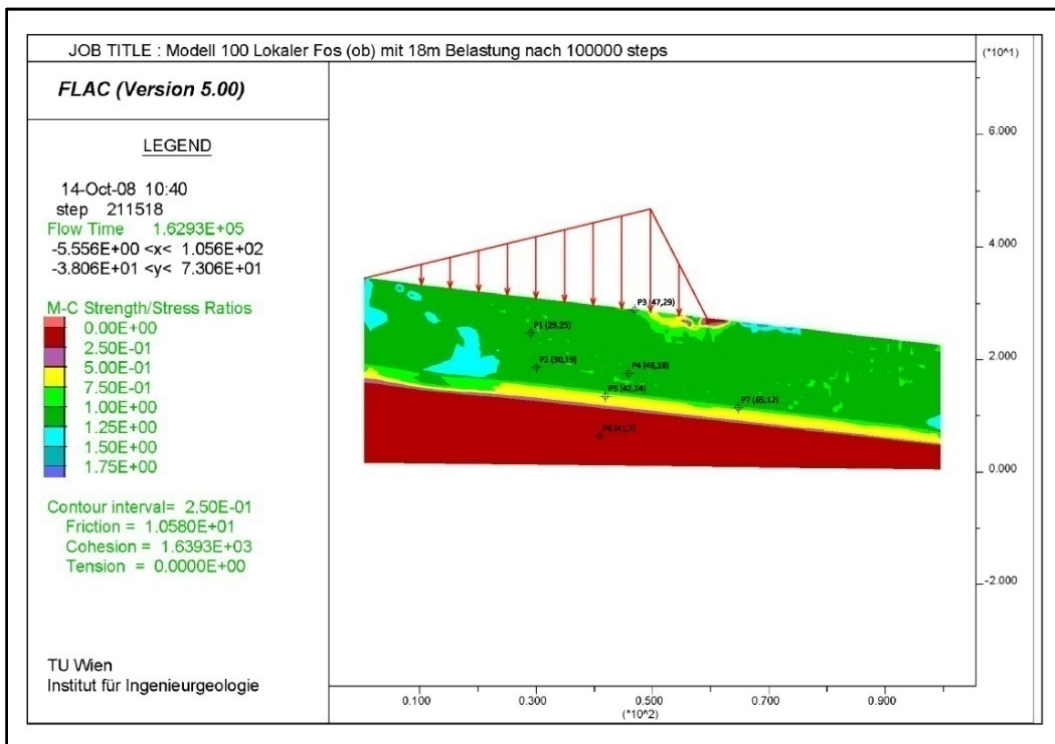 JOB TITLE : Modell 100 Lokaler Fos (ob) mit 18m Belastung nach 100000 steps
(*10^1)
FLAC (Version 5.00)
LEGEND
14-Oct-08 10:40
step 211518
Flow Time 1.6293E+05
-5.556E+00 <x< 1.056E+02
-3.806E+01 <y< 7.306E+01
M-C Strength/Stress Ratios
0.00E+00
2.50E-01
5.00E-01
7.50E-01
1.00E+00
1.25E+00
1.50E+00
1.75E+00
Contour interval= 2.50E-01
Friction = 1.0580E+01
Cohesion = 1.6393E+03
Tension = 0.0000E+00
TU Wien
Institut für Ingenieurgeologie
P3 (47,29)
P1 (29,25)
P2 (30,19)
P4 (46,18)
P5 (42,14)
P7 (65,12)
(41,7)
6.000
4.000
2.000
0.000
-2.000
0.100
0.300
0.500
0.700
0.900
(*10^2)